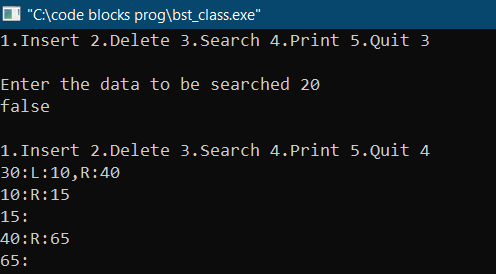 "C:\code blocks prog\bst_class.exe"
1.Insert 2.Delete 3.Search 4.Print 5.Quit 3
Enter the data to be searched 20
false
1.Insert 2.Delete 3.Search 4.Print 5.Quit 4
30:L:10,R:40
10:R:15
15:
40:R:65
65: